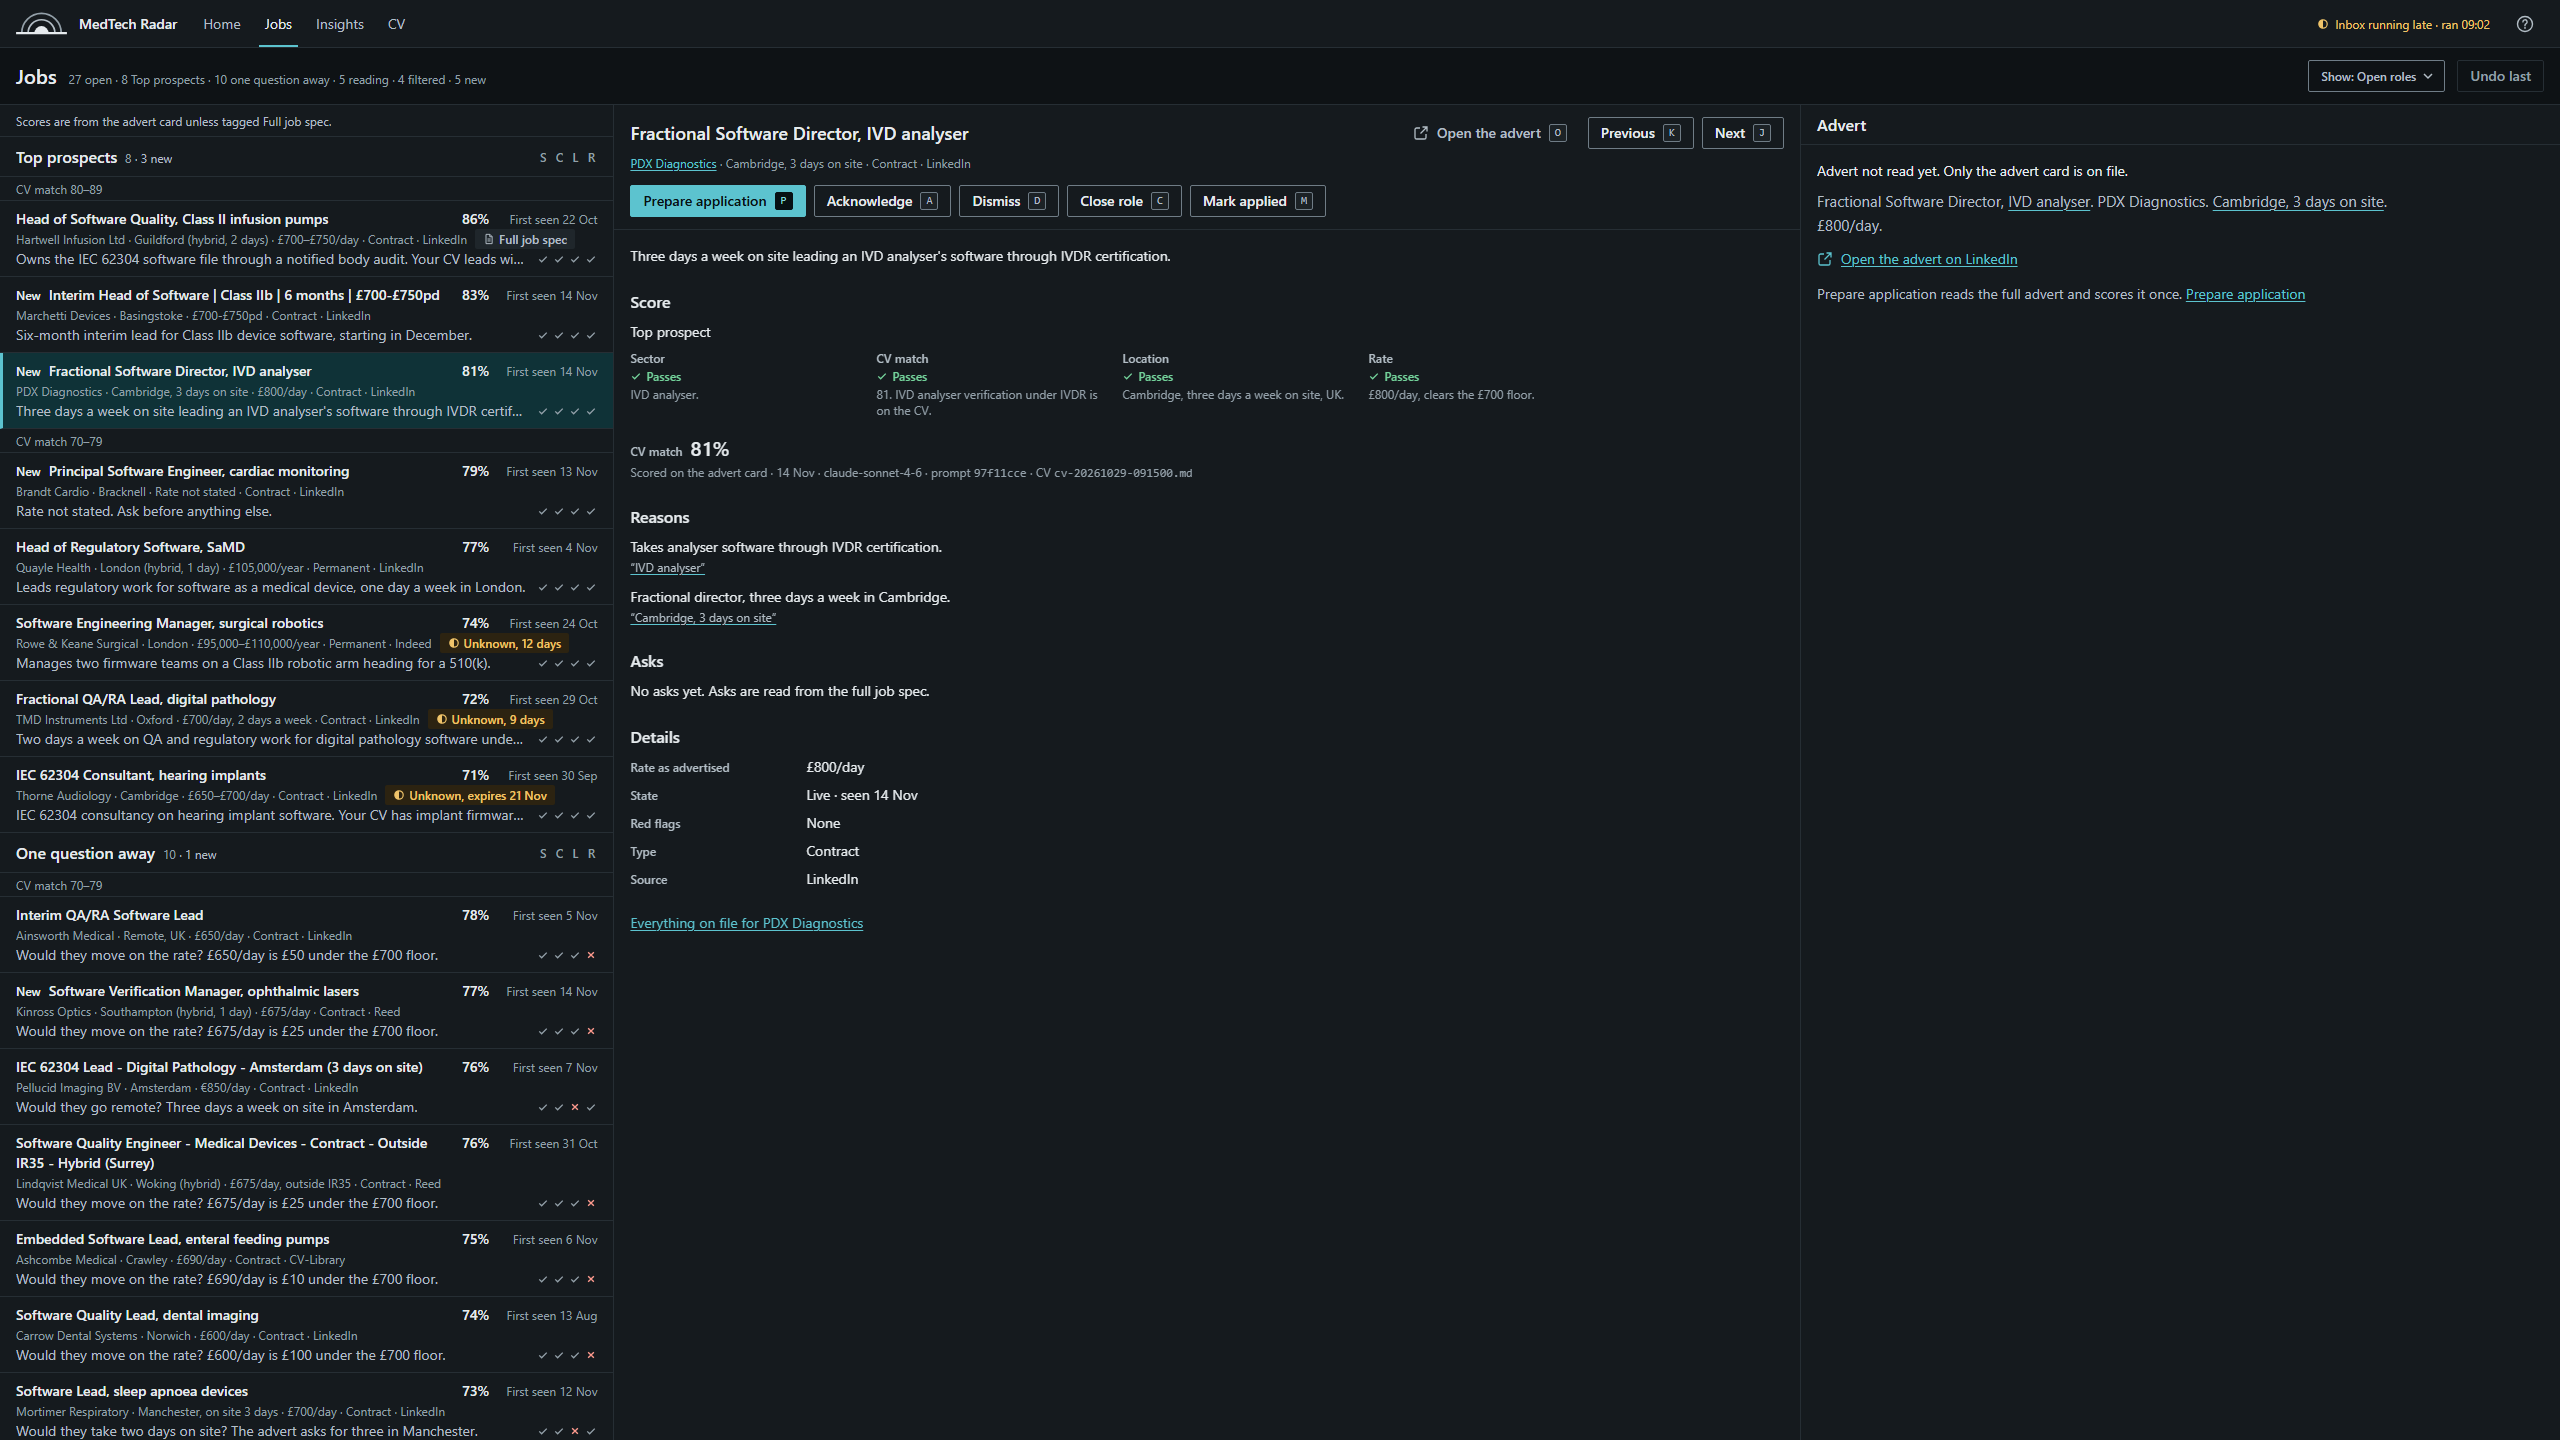 MedTech Radar Home Jobs Insights CV
Inbox running late · ran 09:02
Jobs 27 open · 8 Top prospects · 10 one question away · 5 reading · 4 filtered · 5 new
Show: Open roles
Undo last
Scores are from the advert card unless tagged Full job spec.
Top prospects 8 · 3 new S C L R
CV match 80–89
Head of Software Quality, Class II infusion pumps 86% First seen 22 Oct
Hartwell Infusion Ltd · Guildford (hybrid, 2 days) · £700–£750/day · Contract · LinkedIn Full job spec
Owns the IEC 62304 software file through a notified body audit. Your CV leads wi... ✓ ✓ ✓ ✓
New Interim Head of Software | Class IIb | 6 months | £700-£750pd 83% First seen 14 Nov
Marchetti Devices · Basingstoke · £700-£750pd · Contract · LinkedIn
Six-month interim lead for Class IIb device software, starting in December. ✓ ✓ ✓ ✓
New Fractional Software Director, IVD analyser 81% First seen 14 Nov
PDX Diagnostics · Cambridge, 3 days on site · £800/day · Contract · LinkedIn
Three days a week on site leading an IVD analyser's software through IVDR certif... ✓ ✓ ✓ ✓
CV match 70–79
New Principal Software Engineer, cardiac monitoring 79% First seen 13 Nov
Brandt Cardio · Bracknell · Rate not stated · Contract · LinkedIn
Rate not stated. Ask before anything else. ✓ ✓ ✓ ✓
Head of Regulatory Software, SaMD 77% First seen 4 Nov
Quayle Health · London (hybrid, 1 day) · £105,000/year · Permanent · LinkedIn
Leads regulatory work for software as a medical device, one day a week in London. ✓ ✓ ✓ ✓
Software Engineering Manager, surgical robotics 74% First seen 24 Oct
Rowe & Keane Surgical · London · £95,000–£110,000/year · Permanent · Indeed Unknown, 12 days
Manages two firmware teams on a Class IIb robotic arm heading for a 510(k). ✓ ✓ ✓ ✓
Fractional QA/RA Lead, digital pathology 72% First seen 29 Oct
TMD Instruments Ltd · Oxford · £700/day, 2 days a week · Contract · LinkedIn Unknown, 9 days
Two days a week on QA and regulatory work for digital pathology software unde... ✓ ✓ ✓ ✓
IEC 62304 Consultant, hearing implants 71% First seen 30 Sep
Thorne Audiology · Cambridge · £650–£700/day · Contract · LinkedIn Unknown, expires 21 Nov
IEC 62304 consultancy on hearing implant software. Your CV has implant firmwar... ✓ ✓ ✓ ✓
One question away 10 · 1 new S C L R
CV match 70–79
Interim QA/RA Software Lead 78% First seen 5 Nov
Ainsworth Medical · Remote, UK · £650/day · Contract · LinkedIn
Would they move on the rate? £650/day is £50 under the £700 floor. ✓ ✓ ✓ ✗
New Software Verification Manager, ophthalmic lasers 77% First seen 14 Nov
Kinross Optics · Southampton (hybrid, 1 day) · £675/day · Contract · Reed
Would they move on the rate? £675/day is £25 under the £700 floor. ✓ ✓ ✓ ✗
IEC 62304 Lead - Digital Pathology - Amsterdam (3 days on site) 76% First seen 7 Nov
Pellucid Imaging BV · Amsterdam · €850/day · Contract · LinkedIn
Would they go remote? Three days a week on site in Amsterdam. ✓ ✓ ✗ ✓
Software Quality Engineer - Medical Devices - Contract - Outside 76% First seen 31 Oct
IR35 - Hybrid (Surrey)
Lindqvist Medical UK · Woking (hybrid) · £675/day, outside IR35 · Contract · Reed
Would they move on the rate? £675/day is £25 under the £700 floor. ✓ ✓ ✓ ✗
Embedded Software Lead, enteral feeding pumps 75% First seen 6 Nov
Ashcombe Medical · Crawley · £690/day · Contract · CV-Library
Would they move on the rate? £690/day is £10 under the £700 floor. ✓ ✓ ✓ ✗
Software Quality Lead, dental imaging 74% First seen 13 Aug
Carrow Dental Systems · Norwich · £600/day · Contract · LinkedIn
Would they move on the rate? £600/day is £100 under the £700 floor. ✓ ✓ ✓ ✗
Software Lead, sleep apnoea devices 73% First seen 12 Nov
Mortimer Respiratory · Manchester, on site 3 days · £700/day · Contract · LinkedIn
Would they take two days on site? The advert asks for three in Manchester. ✓ ✓ ✗ ✓
Fractional Software Director, IVD analyser
Open the advert O Previous K Next J
PDX Diagnostics · Cambridge, 3 days on site · Contract · LinkedIn
Prepare application P Acknowledge A Dismiss D Close role C Mark applied M
Three days a week on site leading an IVD analyser's software through IVDR certification.
Score
Top prospect
Sector CV match Location Rate
✓ Passes ✓ Passes ✓ Passes ✓ Passes
IVD analyser. 81. IVD analyser verification under IVDR is Cambridge, three days a week on site, UK. £800/day, clears the £700 floor.
on the CV.
CV match 81%
Scored on the advert card · 14 Nov · claude-sonnet-4-6 · prompt 97f11cce · CV cv-20261029-091500.md
Reasons
Takes analyser software through IVDR certification.
“IVD analyser”
Fractional director, three days a week in Cambridge.
“Cambridge, 3 days on site”
Asks
No asks yet. Asks are read from the full job spec.
Details
Rate as advertised £800/day
State Live · seen 14 Nov
Red flags None
Type Contract
Source LinkedIn
Everything on file for PDX Diagnostics
Advert
Advert not read yet. Only the advert card is on file.
Fractional Software Director, IVD analyser. PDX Diagnostics. Cambridge, 3 days on site.
£800/day.
Open the advert on LinkedIn
Prepare application reads the full advert and scores it once. Prepare application